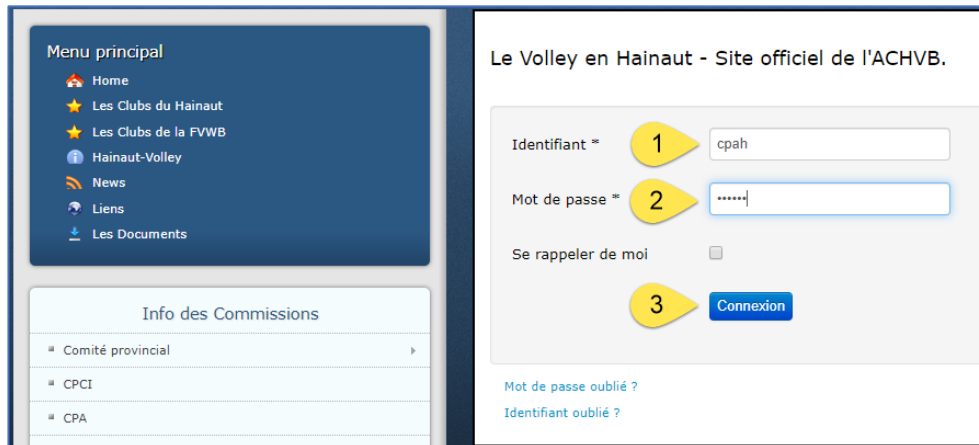 Menu principal
Home
Les Clubs du Hainaut
Les Clubs de la FVWB
Hainaut-Volley
News
Liens
Les Documents
Info des Commissions
Comité provincial
CPCI
CPA
Le Volley en Hainaut - Site officiel de l'ACHVB.
Identifiant * 1 cpah
Mot de passe * 2 ••••••
Se rappeler de moi
3 Connexion
Mot de passe oublié ?
Identifiant oublié ?